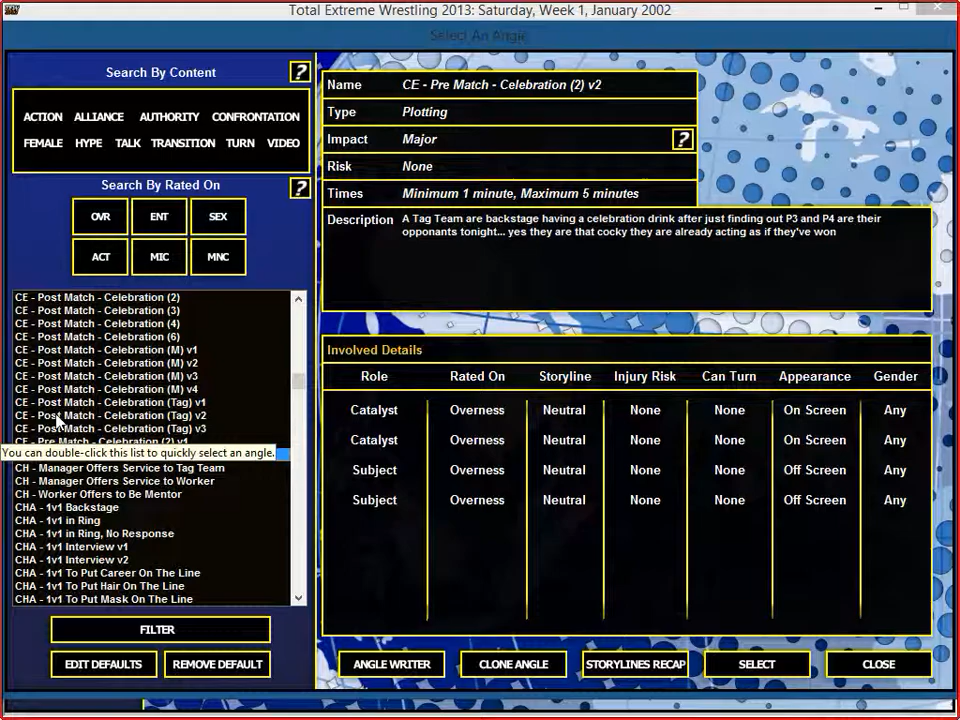 Total Extreme Wrestling 2013: Saturday, Week 1, January 2002
Select An Angle
Search By Content
?
ACTION ALLIANCE AUTHORITY CONFRONTATION
FEMALE HYPE TALK TRANSITION TURN VIDEO
Search By Rated On
?
OVR ENT SEX
ACT MIC MNC
CE - Post Match - Celebration (2)
CE - Post Match - Celebration (3)
CE - Post Match - Celebration (4)
CE - Post Match - Celebration (6)
CE - Post Match - Celebration (M) v1
CE - Post Match - Celebration (M) v2
CE - Post Match - Celebration (M) v3
CE - Post Match - Celebration (M) v4
CE - Post Match - Celebration (Tag) v1
CE - Post Match - Celebration (Tag) v2
CE - Post Match - Celebration (Tag) v3
CE - Pre Match - Celebration (2) v1
You can double-click this list to quickly select an angle.
CH - Manager Offers Service to Tag Team
CH - Manager Offers Service to Worker
CH - Worker Offers to Be Mentor
CHA - 1v1 Backstage
CHA - 1v1 in Ring
CHA - 1v1 in Ring, No Response
CHA - 1v1 Interview v1
CHA - 1v1 Interview v2
CHA - 1v1 To Put Career On The Line
CHA - 1v1 To Put Hair On The Line
CHA - 1v1 To Put Mask On The Line
FILTER
EDIT DEFAULTS REMOVE DEFAULT
Name CE - Pre Match - Celebration (2) v2
Type Plotting
Impact Major ?
Risk None
Times Minimum 1 minute, Maximum 5 minutes
Description A Tag Team are backstage having a celebration drink after just finding out P3 and P4 are their
opponants tonight... yes they are that cocky they are already acting as if they've won
Involved Details
Role Rated On Storyline Injury Risk Can Turn Appearance Gender
Catalyst Overness Neutral None None On Screen Any
Catalyst Overness Neutral None None On Screen Any
Subject Overness Neutral None None Off Screen Any
Subject Overness Neutral None None Off Screen Any
ANGLE WRITER CLONE ANGLE STORYLINES RECAP SELECT CLOSE